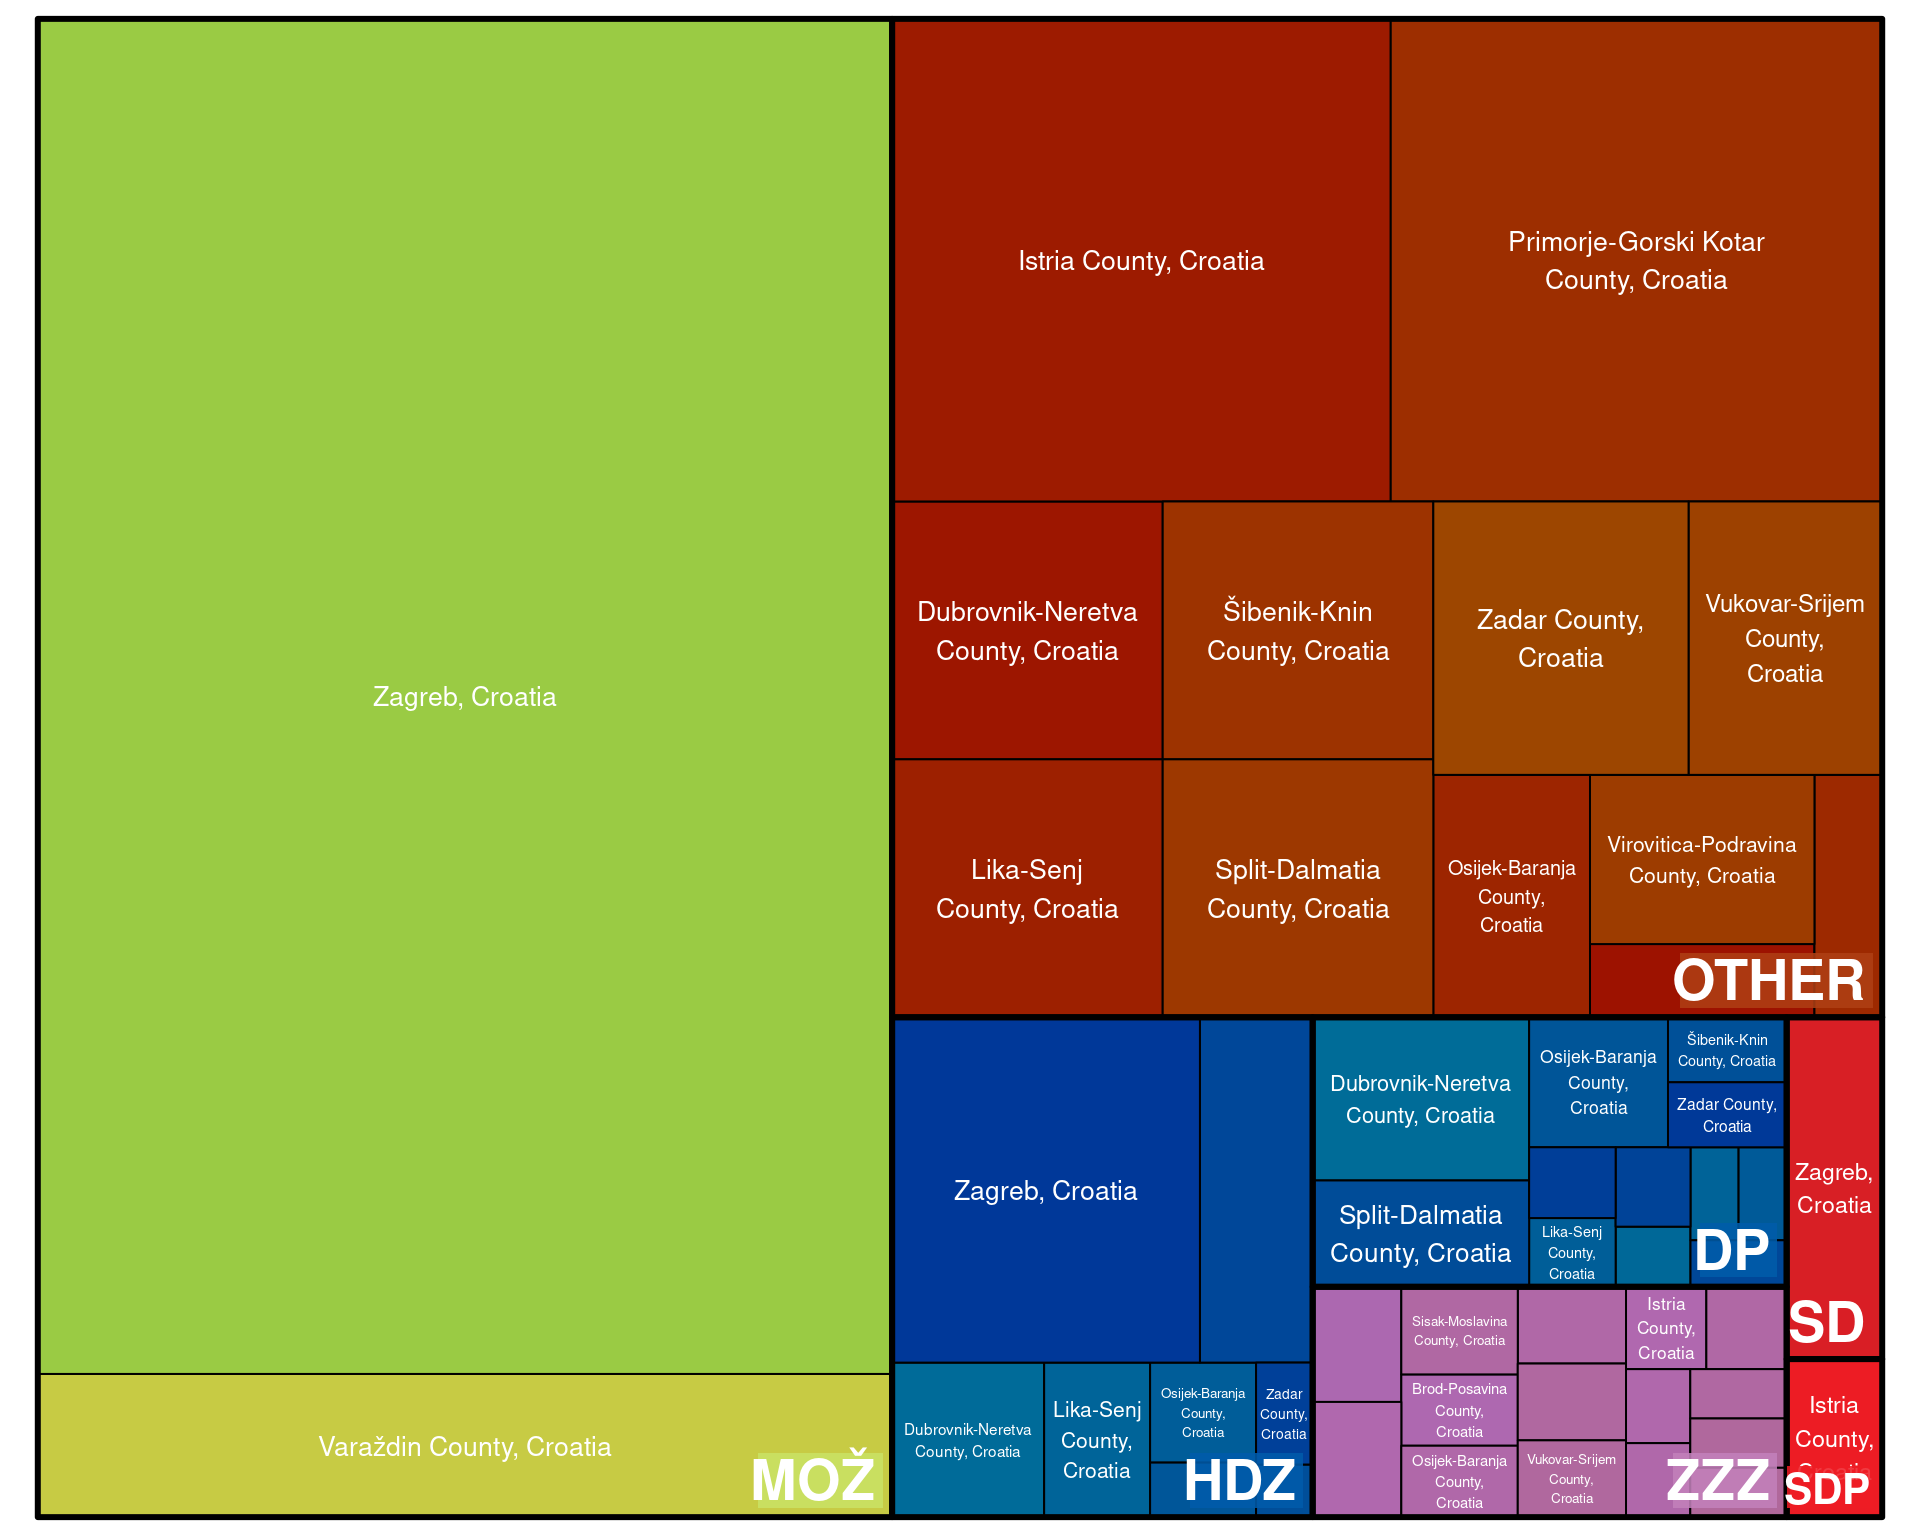 Zagreb, Croatia
Varaždin County, Croatia
MOŽ
Istria County, Croatia
Primorje-Gorski Kotar
County, Croatia
Dubrovnik-Neretva
County, Croatia
Šibenik-Knin
County, Croatia
Zadar County,
Croatia
Vukovar-Srijem
County,
Croatia
Lika-Senj
County, Croatia
Split-Dalmatia
County, Croatia
Osijek-Baranja
County,
Croatia
Virovitica-Podravina
County, Croatia
OTHER
Zagreb, Croatia
Dubrovnik-Neretva
County, Croatia
Lika-Senj
County,
Croatia
Osijek-Baranja
County,
Croatia
Zadar
County,
Croatia
HDZ
Dubrovnik-Neretva
County, Croatia
Split-Dalmatia
County, Croatia
Osijek-Baranja
County,
Croatia
Šibenik-Knin
County, Croatia
Zadar County,
Croatia
Lika-Senj
County,
Croatia
DP
Sisak-Moslavina
County, Croatia
Brod-Posavina
County,
Croatia
Osijek-Baranja
County,
Croatia
Vukovar-Srijem
County,
Croatia
Istria
County,
Croatia
ZZZ
Zagreb,
Croatia
SD
Istria
County,
Croatia
SDP